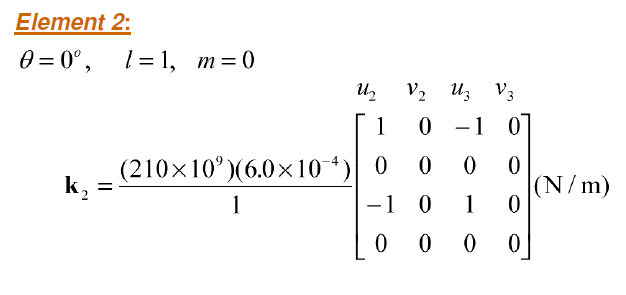 Element 2:
θ = 0°, l = 1, m = 0
u₂ v₂ u₃ v₃
k₂ = (210×10⁹)(6.0×10⁻⁴) / 1 [ 1 0 −1 0
0 0 0 0
−1 0 1 0
0 0 0 0 ] (N/m)